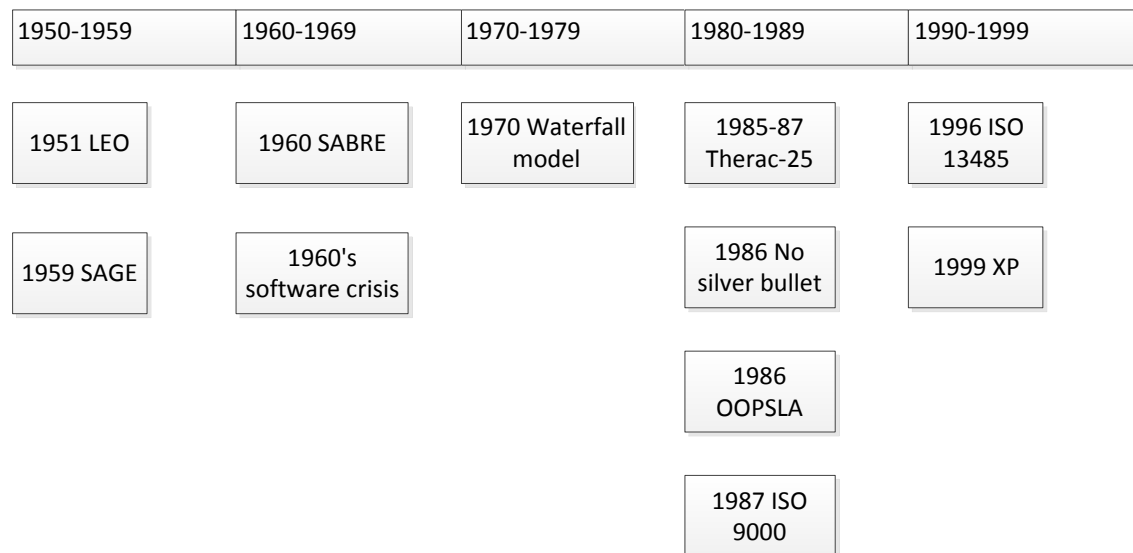 1950-1959
1960-1969
1970-1979
1980-1989
1990-1999
1951 LEO
1960 SABRE
1970 Waterfall
model
1985-87
Therac-25
1996 ISO
13485
1959 SAGE
1960's
software crisis
1986 No
silver bullet
1999 XP
1986
OOPSLA
1987 ISO
9000